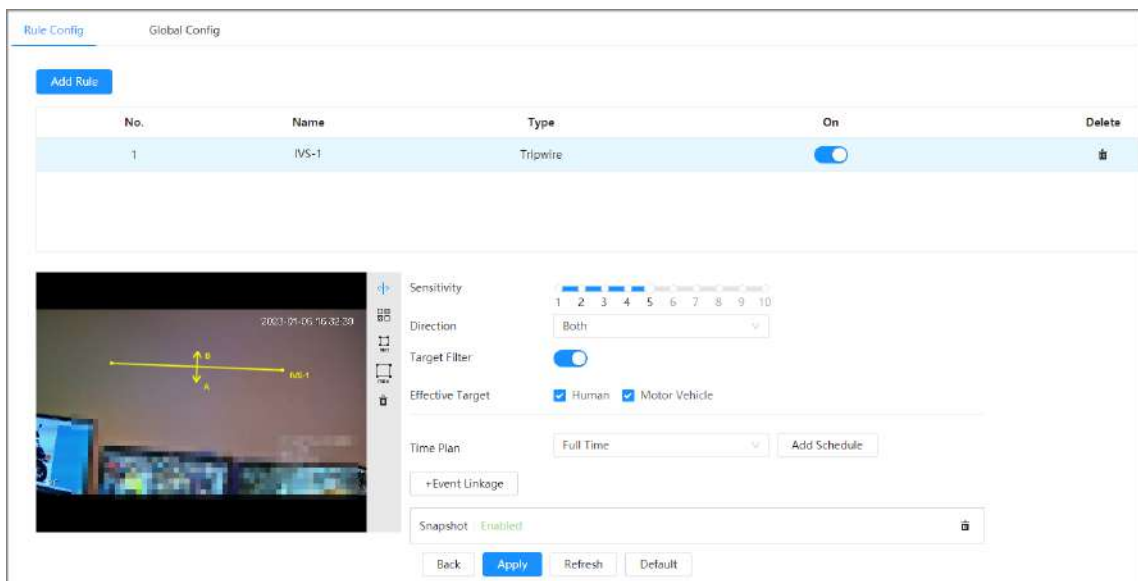 Rule Config Global Config
Add Rule
No. Name Type On Delete
1 IVS-1 Tripwire
2023-01-06 16:32:39
B
IVS-1
A
Sensitivity
1 2 3 4 5 6 7 8 9 10
Direction Both
Target Filter
Effective Target Human Motor Vehicle
Time Plan Full Time Add Schedule
+Event Linkage
Snapshot Enabled
Back Apply Refresh Default